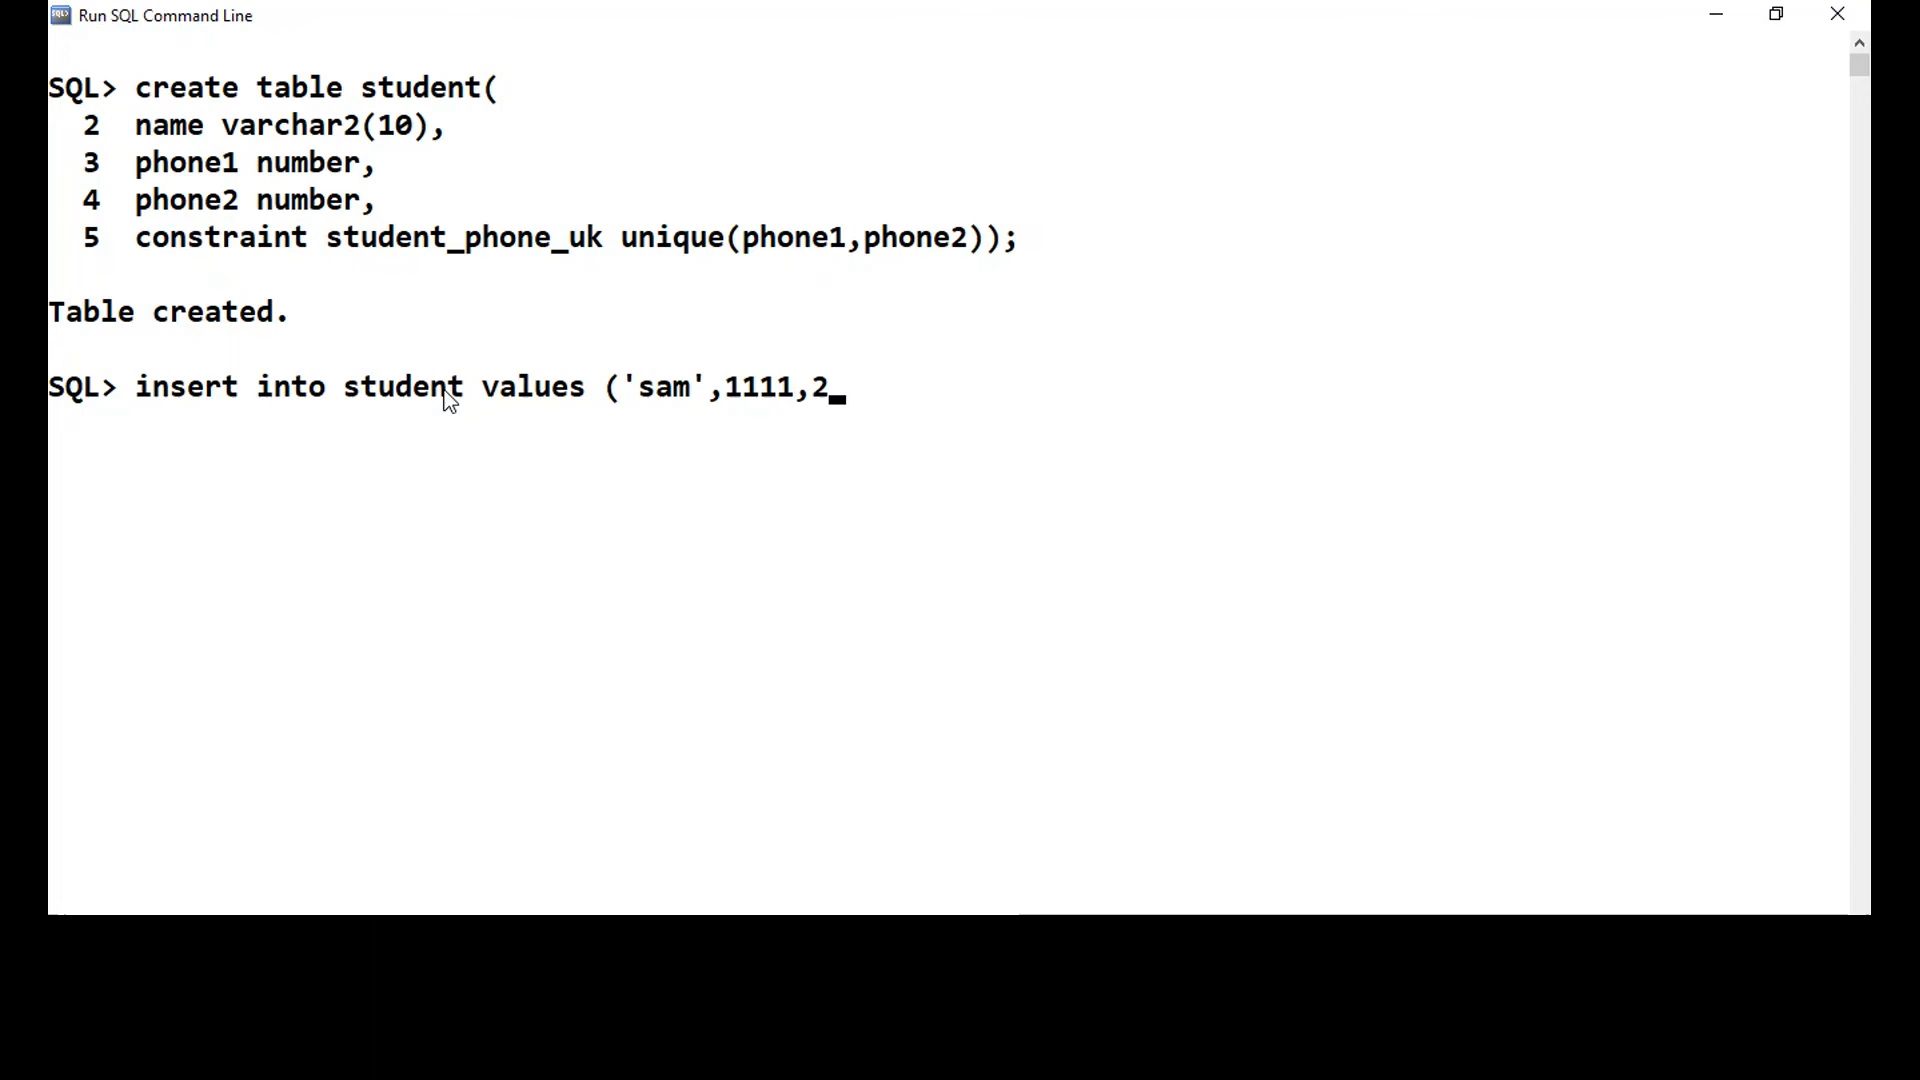 Run SQL Command Line
SQL> create table student(
  2  name varchar2(10),
  3  phone1 number,
  4  phone2 number,
  5  constraint student_phone_uk unique(phone1,phone2));
Table created.
SQL> insert into student values ('sam',1111,2